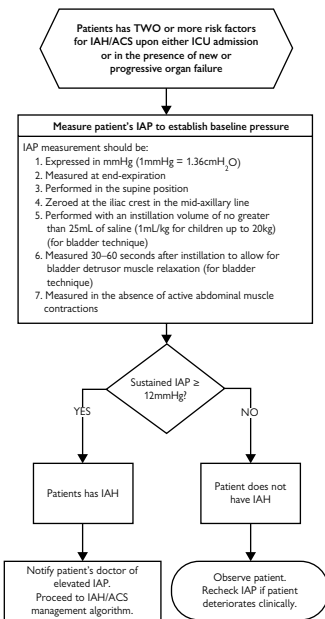 Patients has TWO or more risk factors
for IAH/ACS upon either ICU admission
or in the presence of new or
progressive organ failure
Measure patient's IAP to establish baseline pressure
IAP measurement should be:
1. Expressed in mmHg (1mmHg = 1.36cmH₂O)
2. Measured at end-expiration
3. Performed in the supine position
4. Zeroed at the iliac crest in the mid-axillary line
5. Performed with an instillation volume of no greater
than 25mL of saline (1mL/kg for children up to 20kg)
(for bladder technique)
6. Measured 30–60 seconds after instillation to allow for
bladder detrusor muscle relaxation (for bladder
technique)
7. Measured in the absence of active abdominal muscle
contractions
Sustained IAP ≥
12mmHg?
YES
NO
Patients has IAH
Patient does not
have IAH
Notify patient's doctor of
elevated IAP.
Proceed to IAH/ACS
management algorithm.
Observe patient.
Recheck IAP if patient
deteriorates clinically.